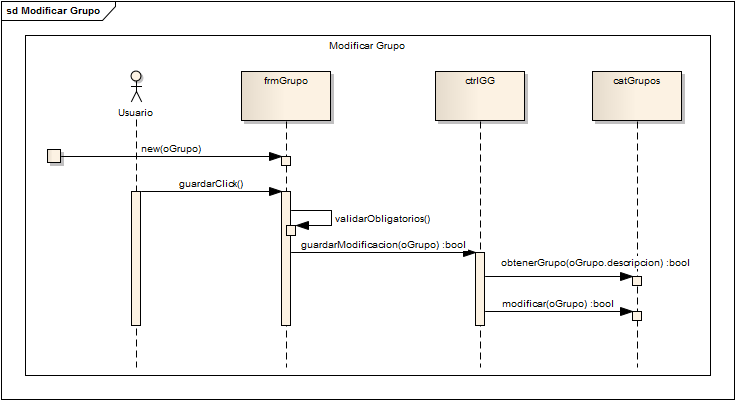 sd Modificar Grupo
Modificar Grupo
Usuario
frmGrupo
ctrlGG
catGrupos
new(oGrupo)
guardarClick()
validarObligatorios()
guardarModificacion(oGrupo) :bool
obtenerGrupo(oGrupo.descripcion) :bool
modificar(oGrupo) :bool